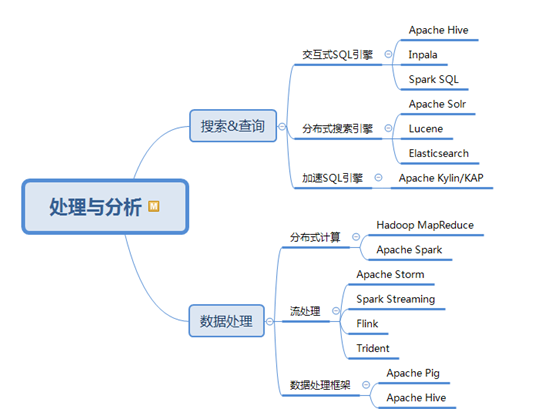 处理与分析
M
搜索&查询
交互式SQL引擎
Apache Hive
Inpala
Spark SQL
分布式搜索引擎
Apache Solr
Lucene
Elasticsearch
加速SQL引擎
Apache Kylin/KAP
数据处理
分布式计算
Hadoop MapReduce
Apache Spark
流处理
Apache Storm
Spark Streaming
Flink
Trident
数据处理框架
Apache Pig
Apache Hive